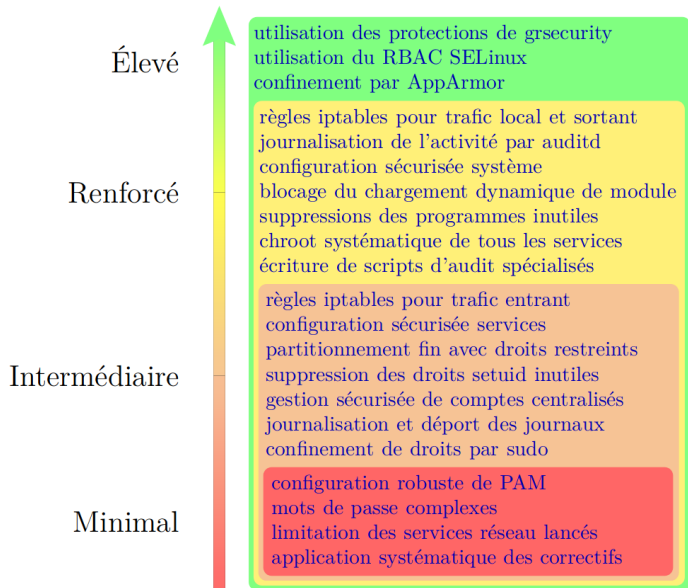 Élevé
utilisation des protections de grsecurity
utilisation du RBAC SELinux
confinement par AppArmor
Renforcé
règles iptables pour trafic local et sortant
journalisation de l'activité par auditd
configuration sécurisée système
blocage du chargement dynamique de module
suppressions des programmes inutiles
chroot systématique de tous les services
écriture de scripts d'audit spécialisés
Intermédiaire
règles iptables pour trafic entrant
configuration sécurisée services
partitionnement fin avec droits restreints
suppression des droits setuid inutiles
gestion sécurisée de comptes centralisés
journalisation et déport des journaux
confinement de droits par sudo
Minimal
configuration robuste de PAM
mots de passe complexes
limitation des services réseau lancés
application systématique des correctifs